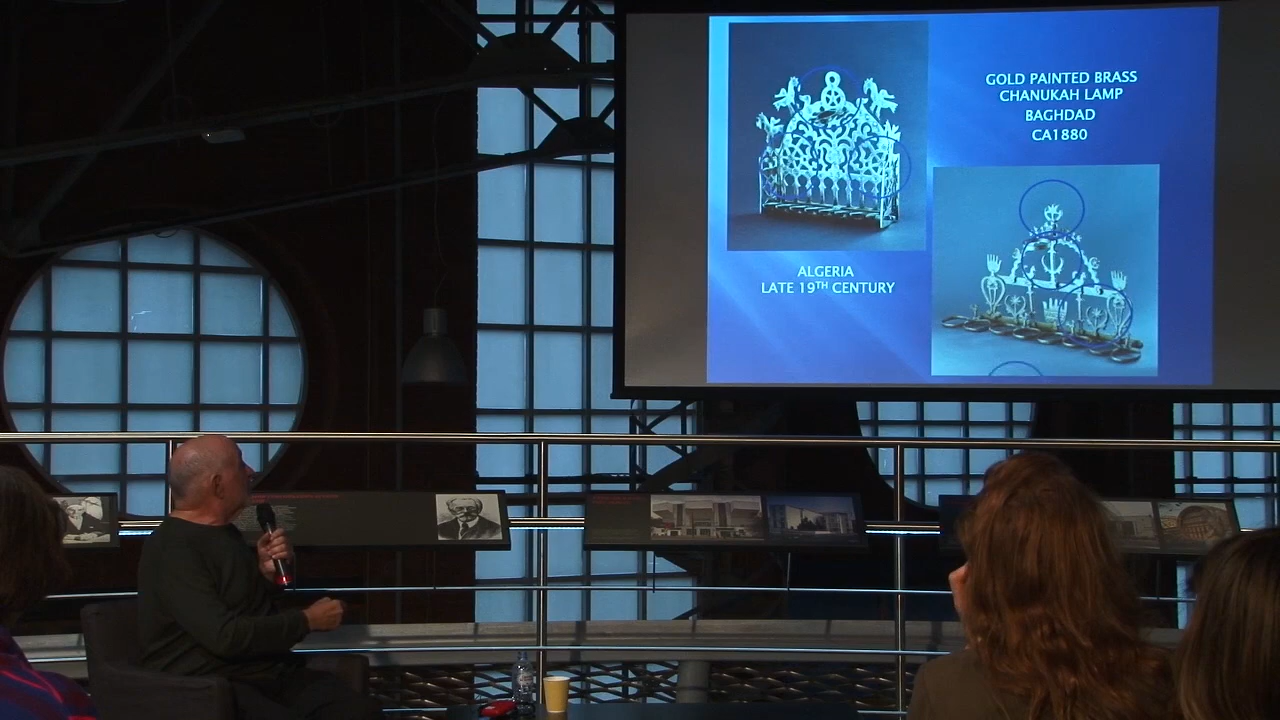 GOLD PAINTED BRASS
CHANUKAH LAMP
BAGHDAD
CA1880
ALGERIA
LATE 19TH CENTURY